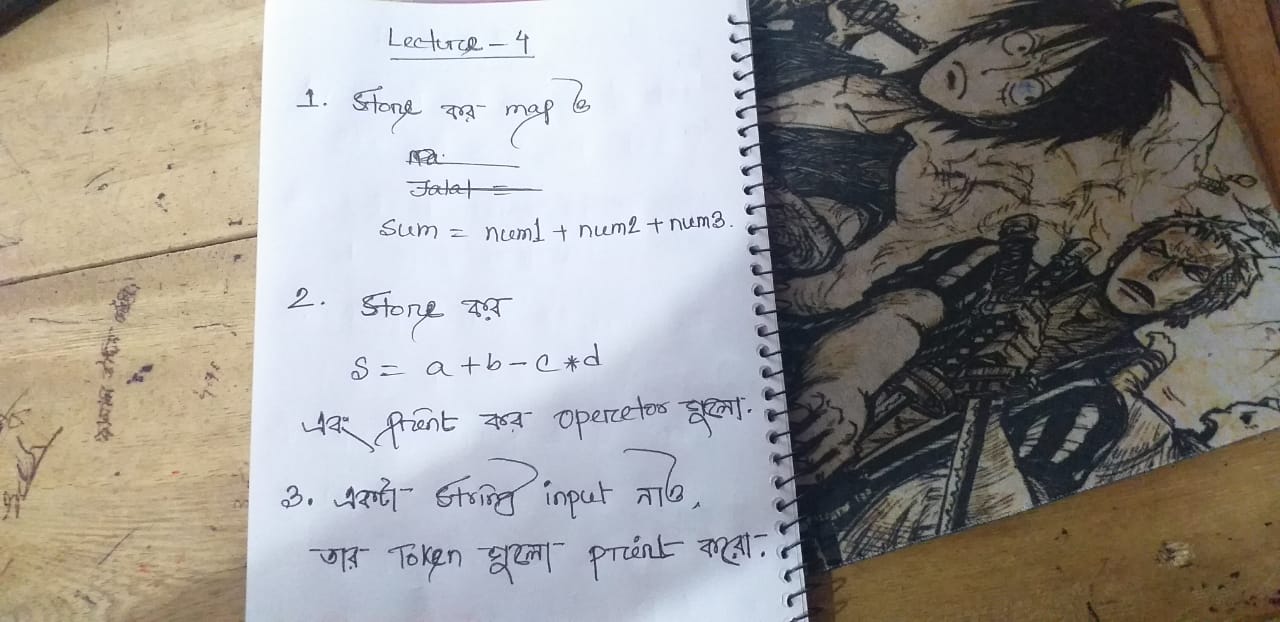 Lecture - 4
1. Store কর map এ
Jalal =
sum = num1 + num2 + num3.
2. Store কর
S = a + b - c * d
এবং print কর opercetor গুলো.
3. একটা string input নাও,
তার Token গুলো print করো.